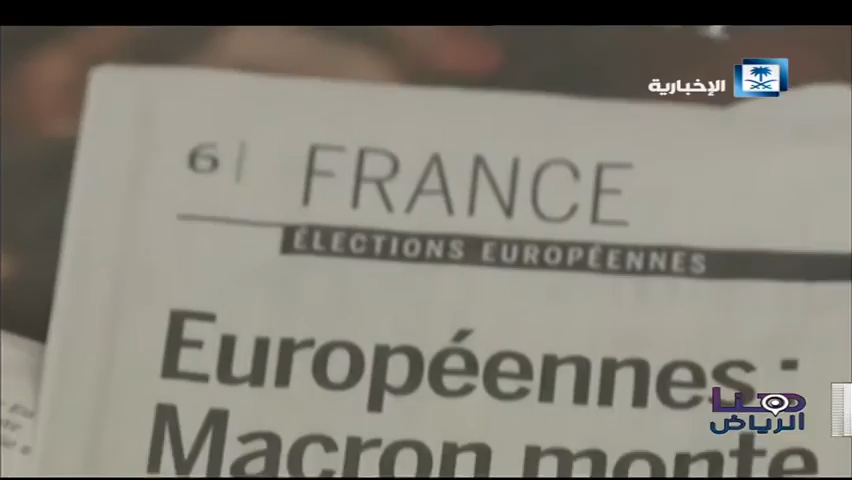 الإخبارية
6 | FRANCE
ÉLECTIONS EUROPÉENNES
Européennes :
Macron monte
هنا
الرياض